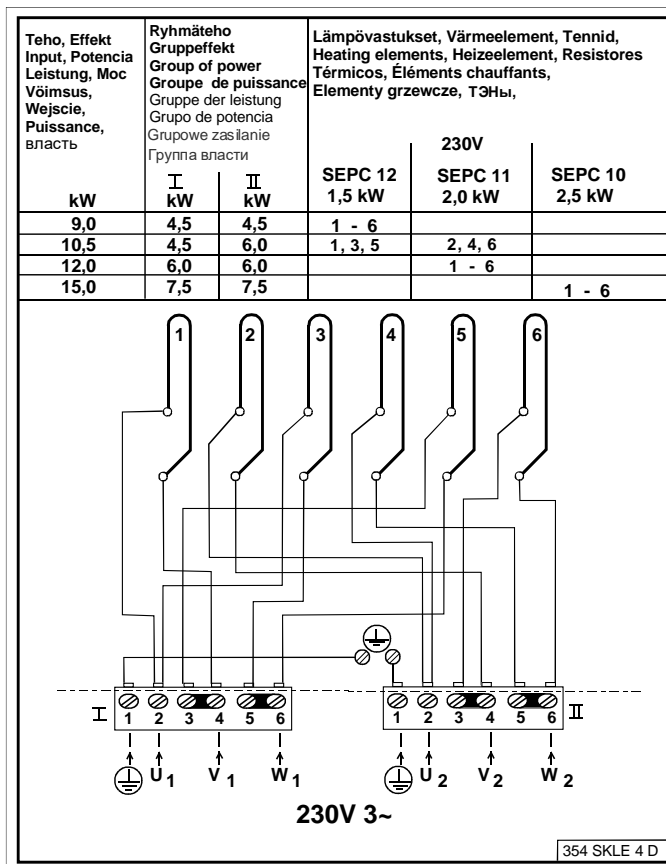 Teho, Effekt
Input, Potencia
Leistung, Moc
Vöimsus,
Wejscie,
Puissance,
власть
kW
Ryhmäteho
Gruppeffekt
Group of power
Groupe de puissance
Gruppe der leistung
Grupo de potencia
Grupowe zasilanie
Группа власти
I II
kW kW
Lämpövastukset, Värmeelement, Tennid,
Heating elements, Heizeelement, Resistores
Térmicos, Éléments chauffants,
Elementy grzewcze, ТЭНы,
230V
SEPC 12 SEPC 11 SEPC 10
1,5 kW 2,0 kW 2,5 kW
9,0 4,5 4,5 1 - 6
10,5 4,5 6,0 1, 3, 5 2, 4, 6
12,0 6,0 6,0 1 - 6
15,0 7,5 7,5 1 - 6
1 2 3 4 5 6
I 1 2 3 4 5 6 1 2 3 4 5 6 II
U1 V1 W1 U2 V2 W2
230V 3~
354 SKLE 4 D